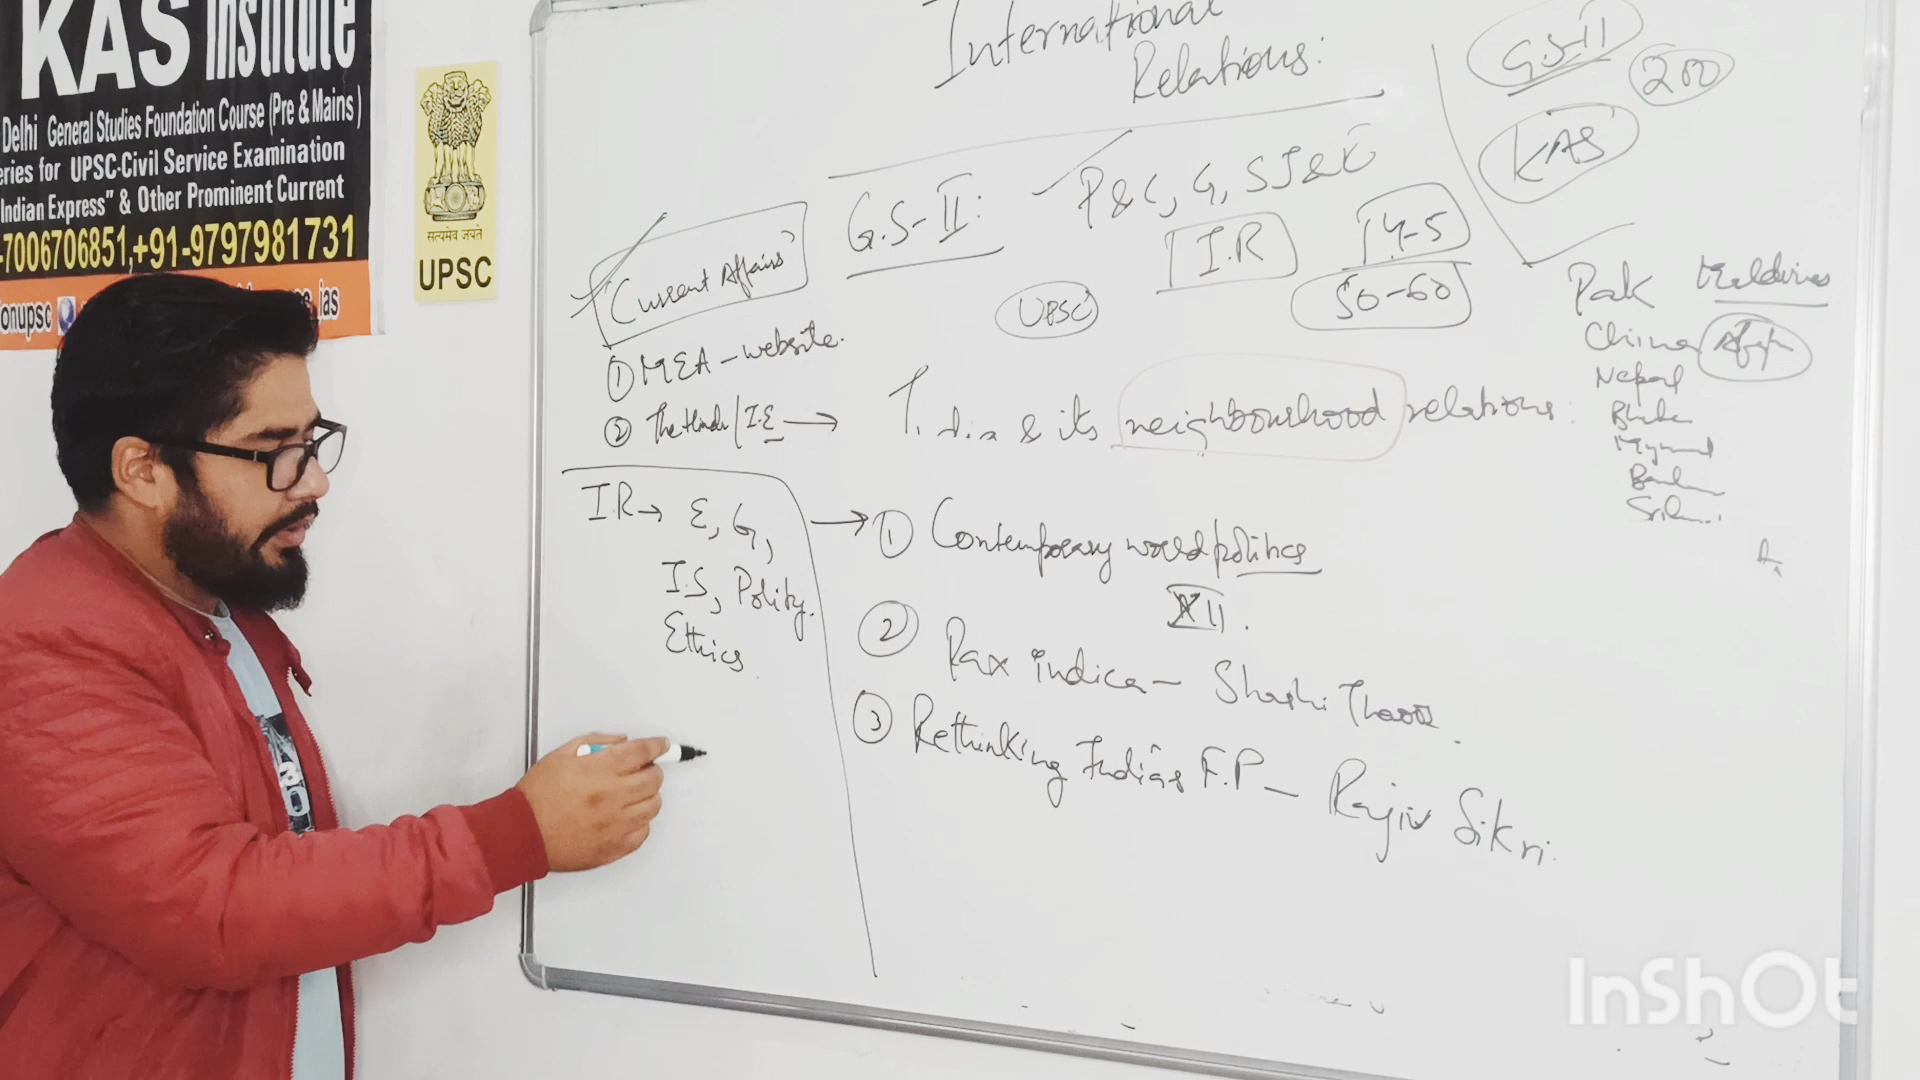 KAS Institute
Delhi General Studies Foundation Course (Pre & Mains)
eries for UPSC-Civil Service Examination
Indian Express" & Other Prominent Current
-7006706851,+91-9797981731
onupsc
ias
सत्यमेव जयते
UPSC
International
Relations:
GS-II
200
KAS
G.S-II: P&C, G, SJ&
I.R
4-5
50-60
UPSC
Current Affairs
① MEA - website.
② The Hindu / I.E →
India & its neighbourhood relations:
Pak
Maldives
China
Afgh
Nepal
Bhutan
Myanmar
IR → E, G,
I.S, Polity.
Ethics
→ ① Contemporary world politics
XII.
② Pax indica - Shashi Tharoor
③ Rethinking India's F.P - Rajiv Sikri.
InShOt